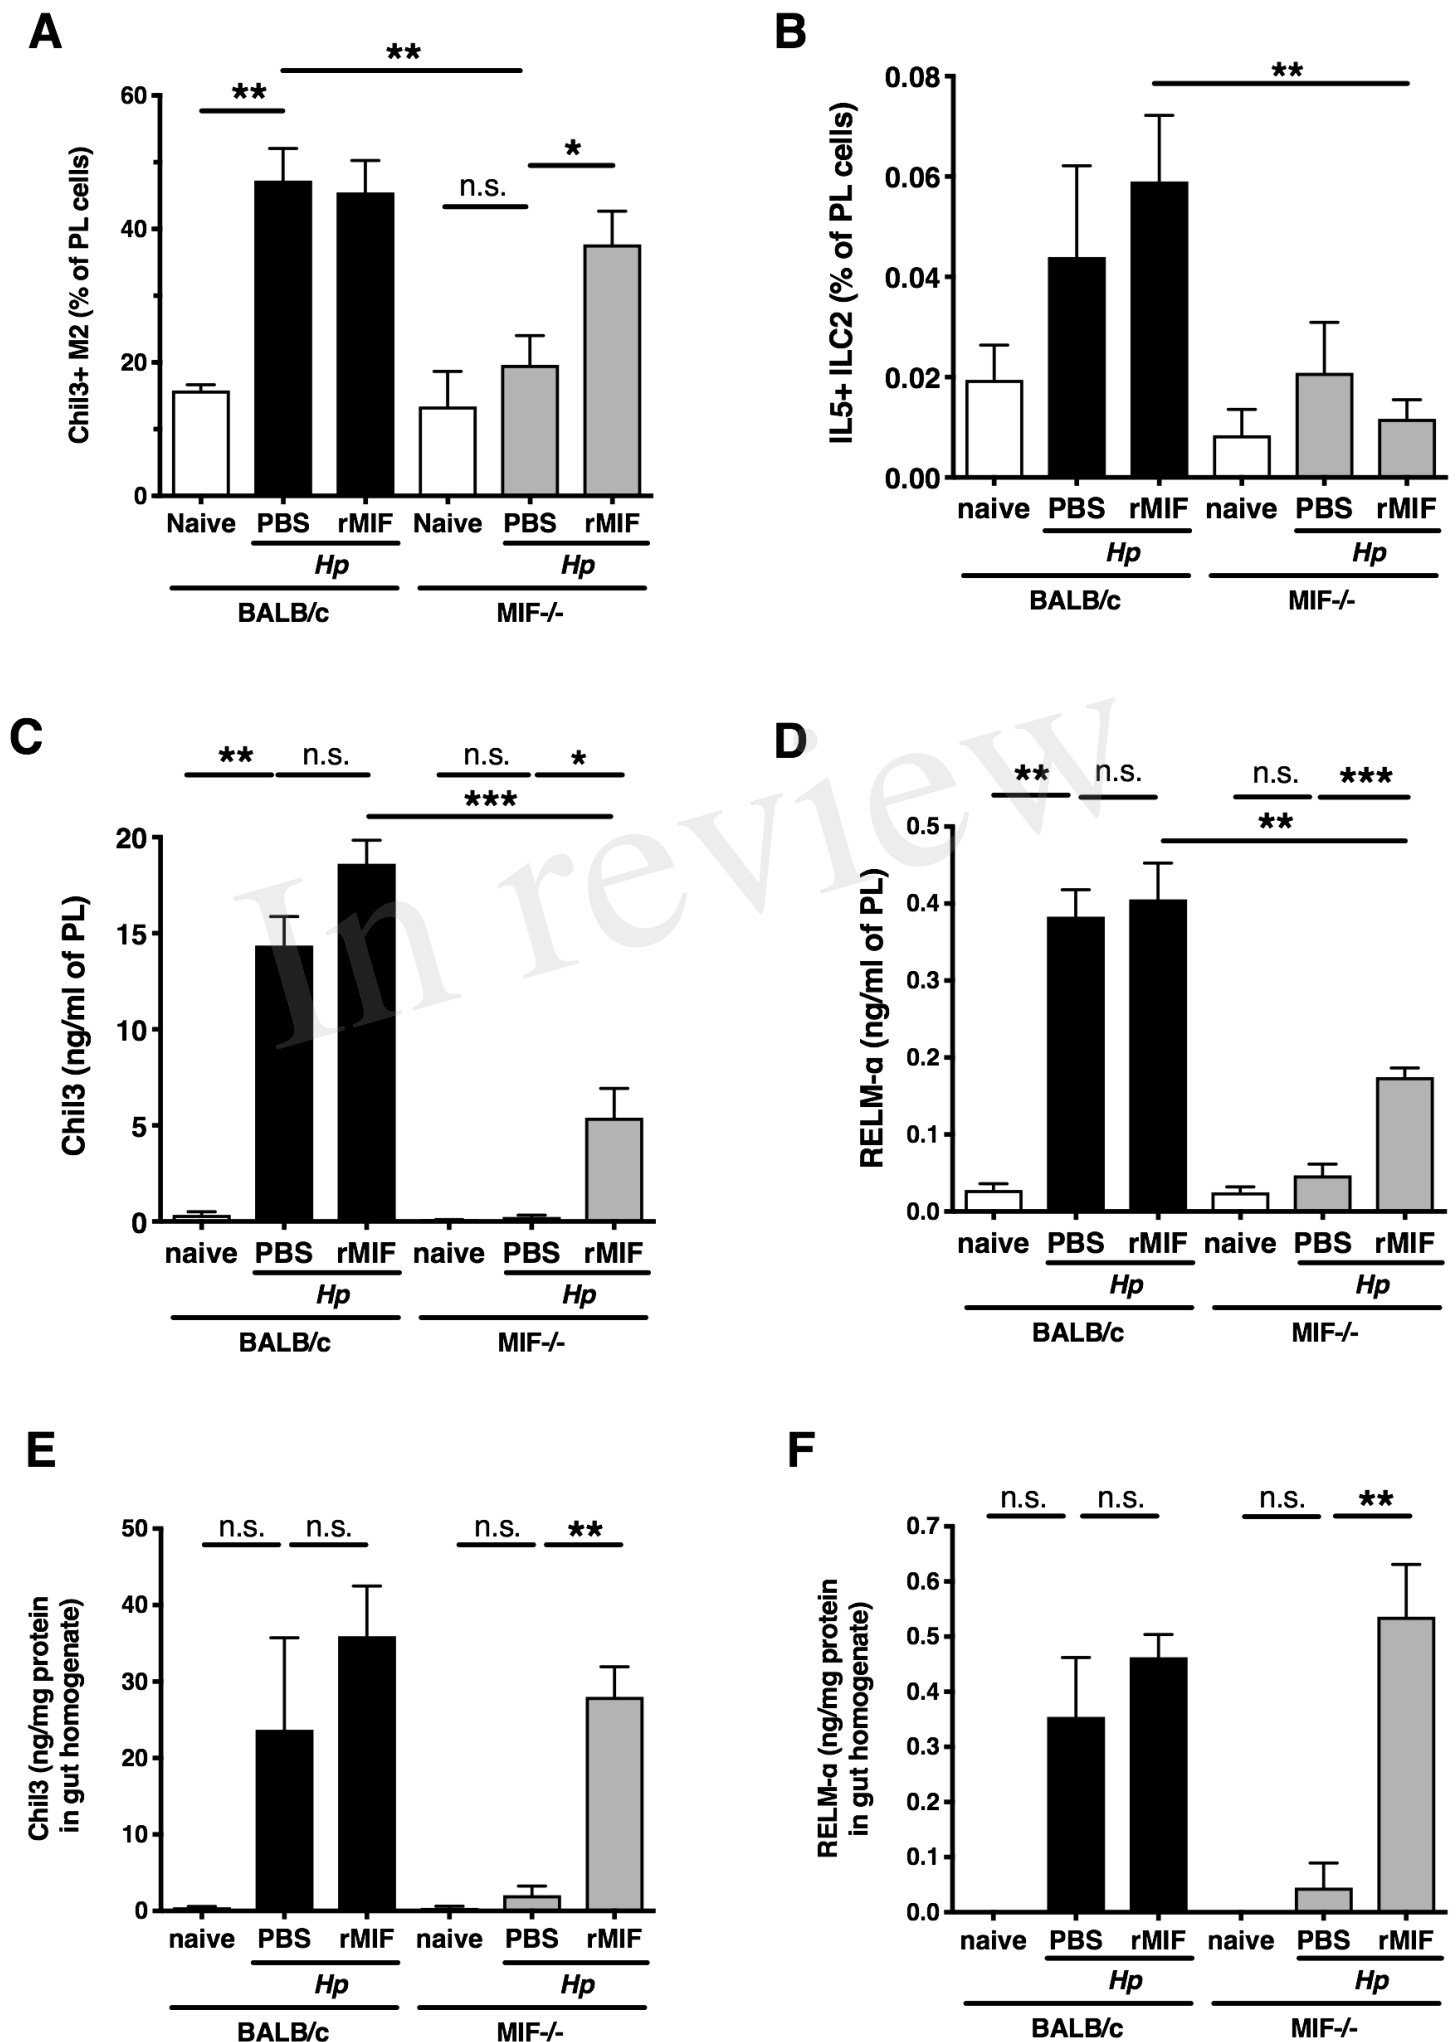 A
**
**
*
n.s.
60
40
20
0
Chil3+ M2 (% of PL cells)
Naive PBS rMIF Naive PBS rMIF
Hp Hp
BALB/c MIF-/-
B
**
0.08
0.06
0.04
0.02
0.00
IL5+ ILC2 (% of PL cells)
naive PBS rMIF naive PBS rMIF
Hp Hp
BALB/c MIF-/-
In review
C
** n.s. n.s. *
***
20
15
10
5
0
Chil3 (ng/ml of PL)
naive PBS rMIF naive PBS rMIF
Hp Hp
BALB/c MIF-/-
D
** n.s. n.s. ***
**
0.5
0.4
0.3
0.2
0.1
0.0
RELM-α (ng/ml of PL)
naive PBS rMIF naive PBS rMIF
Hp Hp
BALB/c MIF-/-
E
n.s. n.s. n.s. **
50
40
30
20
10
0
Chil3 (ng/mg protein
in gut homogenate)
naive PBS rMIF naive PBS rMIF
Hp Hp
BALB/c MIF-/-
F
n.s. n.s. n.s. **
0.7
0.6
0.5
0.4
0.3
0.2
0.1
0.0
RELM-α (ng/mg protein
in gut homogenate)
naive PBS rMIF naive PBS rMIF
Hp Hp
BALB/c MIF-/-